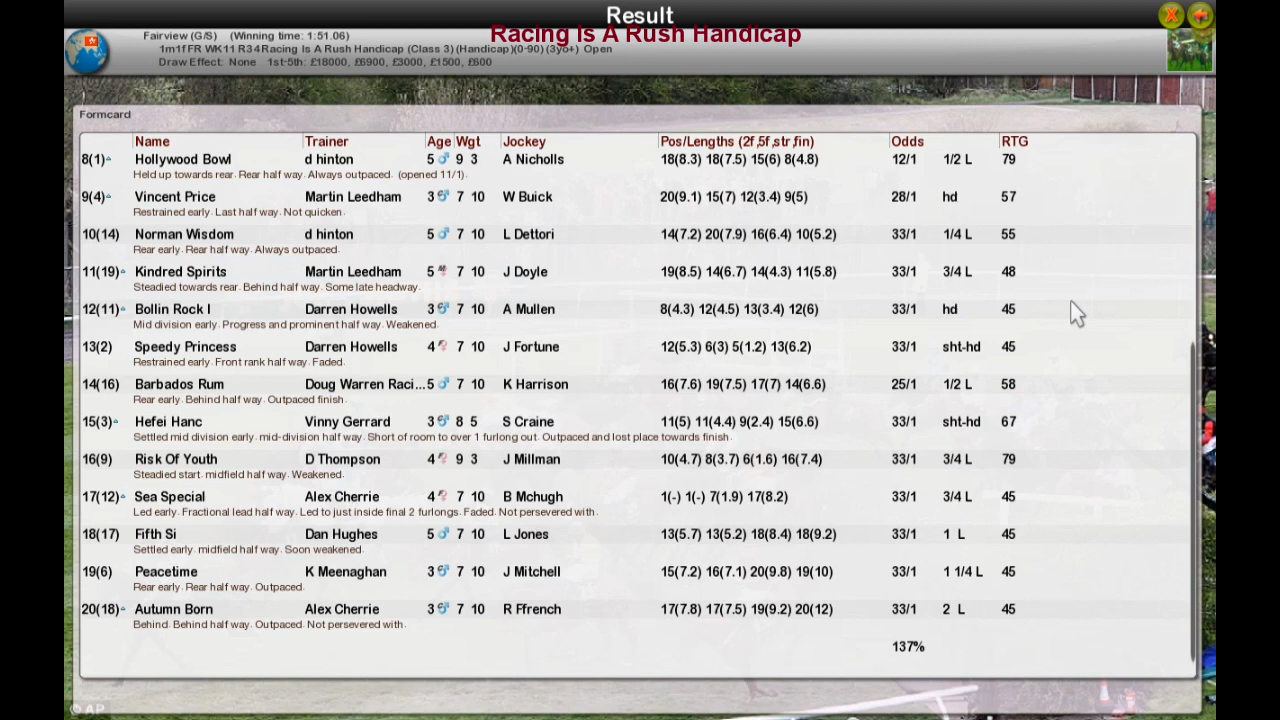 Result
Racing Is A Rush Handicap
Fairview (G/S) (Winning time: 1:51.06)
1m1fFR WK11 R34Racing Is A Rush Handicap (Class 3) (Handicap)(0-90) (3yo+) Open
Draw Effect: None 1st-5th: £18000, £6900, £3000, £1500, £600
Formcard
Name Trainer Age Wgt Jockey Pos/Lengths (2f,5f,str,fin) Odds RTG
8(1) Hollywood Bowl d hinton 5 9 3 A Nicholls 18(8.3) 18(7.5) 15(6) 8(4.8) 12/1 1/2 L 79
Held up towards rear. Rear half way. Always outpaced. (opened 11/1).
9(4) Vincent Price Martin Leedham 3 7 10 W Buick 20(9.1) 15(7) 12(3.4) 9(5) 28/1 hd 57
Restrained early. Last half way. Not quicken.
10(14) Norman Wisdom d hinton 5 7 10 L Dettori 14(7.2) 20(7.9) 16(6.4) 10(5.2) 33/1 1/4 L 55
Rear early. Rear half way. Always outpaced.
11(19) Kindred Spirits Martin Leedham 5 7 10 J Doyle 19(8.5) 14(6.7) 14(4.3) 11(5.8) 33/1 3/4 L 48
Steadied towards rear. Behind half way. Some late headway.
12(11) Bollin Rock I Darren Howells 3 7 10 A Mullen 8(4.3) 12(4.5) 13(3.4) 12(6) 33/1 hd 45
Mid division early. Progress and prominent half way. Weakened.
13(2) Speedy Princess Darren Howells 4 7 10 J Fortune 12(5.3) 6(3) 5(1.2) 13(6.2) 33/1 sht-hd 45
Restrained early. Front rank half way. Faded.
14(16) Barbados Rum Doug Warren Raci... 5 7 10 K Harrison 16(7.6) 19(7.5) 17(7) 14(6.6) 25/1 1/2 L 58
Rear early. Behind half way. Outpaced finish.
15(3) Hefei Hanc Vinny Gerrard 3 8 5 S Craine 11(5) 11(4.4) 9(2.4) 15(6.6) 33/1 sht-hd 67
Settled mid division early. mid-division half way. Short of room to over 1 furlong out. Outpaced and lost place towards finish.
16(9) Risk Of Youth D Thompson 4 9 3 J Millman 10(4.7) 8(3.7) 6(1.6) 16(7.4) 33/1 3/4 L 79
Steadied start. midfield half way. Weakened.
17(12) Sea Special Alex Cherrie 4 7 10 B Mchugh 1(-) 1(-) 7(1.9) 17(8.2) 33/1 3/4 L 45
Led early. Fractional lead half way. Led to just inside final 2 furlongs. Faded. Not persevered with.
18(17) Fifth Si Dan Hughes 5 7 10 L Jones 13(5.7) 13(5.2) 18(8.4) 18(9.2) 33/1 1 L 45
Settled early. midfield half way. Soon weakened.
19(6) Peacetime K Meenaghan 3 7 10 J Mitchell 15(7.2) 16(7.1) 20(9.8) 19(10) 33/1 1 1/4 L 45
Rear early. Rear half way. Outpaced.
20(18) Autumn Born Alex Cherrie 3 7 10 R Ffrench 17(7.8) 17(7.5) 19(9.2) 20(12) 33/1 2 L 45
Behind. Behind half way. Outpaced. Not persevered with.
137%
© AP